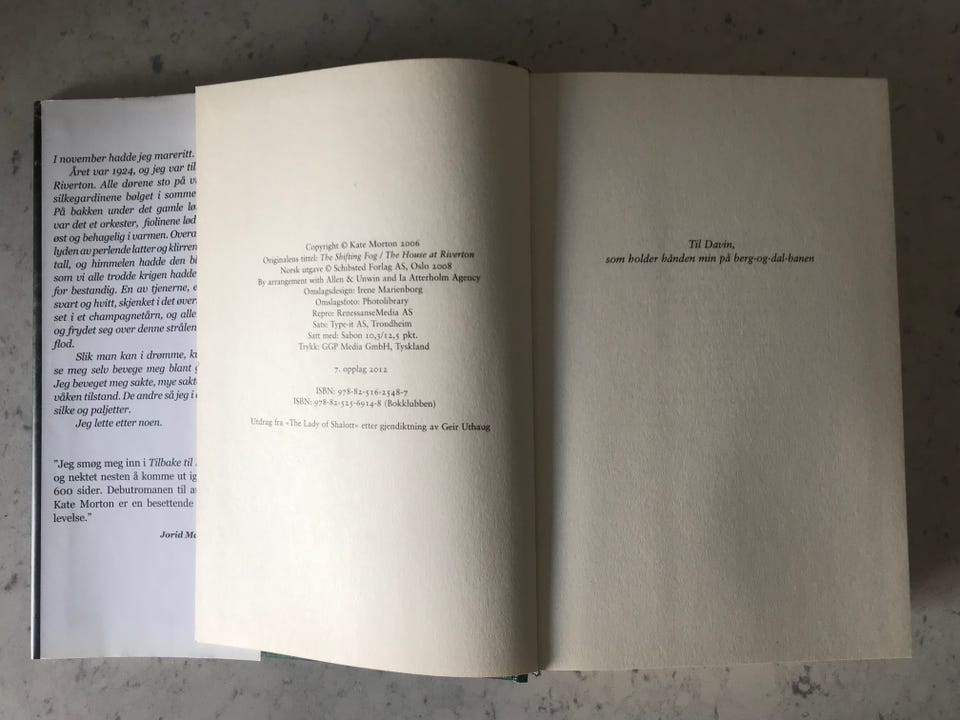 I november hadde jeg mareritt.
Året var 1924, og jeg var til
Riverton. Alle dørene sto på
silkegardinene bølget i somme
På bakken under det gamle
var det et orkester, fiolinene lød
øst og behagelig i varmen. Overa
lyden av perlende latter og klirren
tall, og himmelen hadde den
som vi alle trodde krigen hadde
for bestandig. En av tjenerne,
svart og hvitt, skjenket i det øver
set i et champagnetårn, og alle
og frydet seg over denne strålen
flod.
Slik man kan i drømme,
se meg selv bevege meg blant
Jeg beveget meg sakte, mye sakt
våken tilstand. De andre så jeg i
silke og paljetter.
Jeg lette etter noen.
"Jeg smøg meg inn i Tilbake til
og nektet nesten å komme ut ig
600 sider. Debutromanen til
Kate Morton er en besettende
levelse."
Jorid
Copyright © Kate Morton 2006
Originalens tittel: The Shifting Fog / The House at Riverton
Norsk utgave © Schibsted Forlag AS, Oslo 2008
By arrangement with Allen & Unwin and Ia Atterholm Agency
Omslagsdesign: Irene Marienborg
Omslagsfoto: Photolibrary
Repro: RenessanseMedia AS
Sats: Type-it AS, Trondheim
Satt med: Sabon 10,3/12,5 pkt.
Trykk: GGP Media GmbH, Tyskland
7. opplag 2012
ISBN: 978-82-516-2548-7
ISBN: 978-82-525-6914-8 (Bokklubben)
Utdrag fra «The Lady of Shalott» etter gjendiktning av Geir Uthaug
Til Davin,
som holder hånden min på berg-og-dal-banen